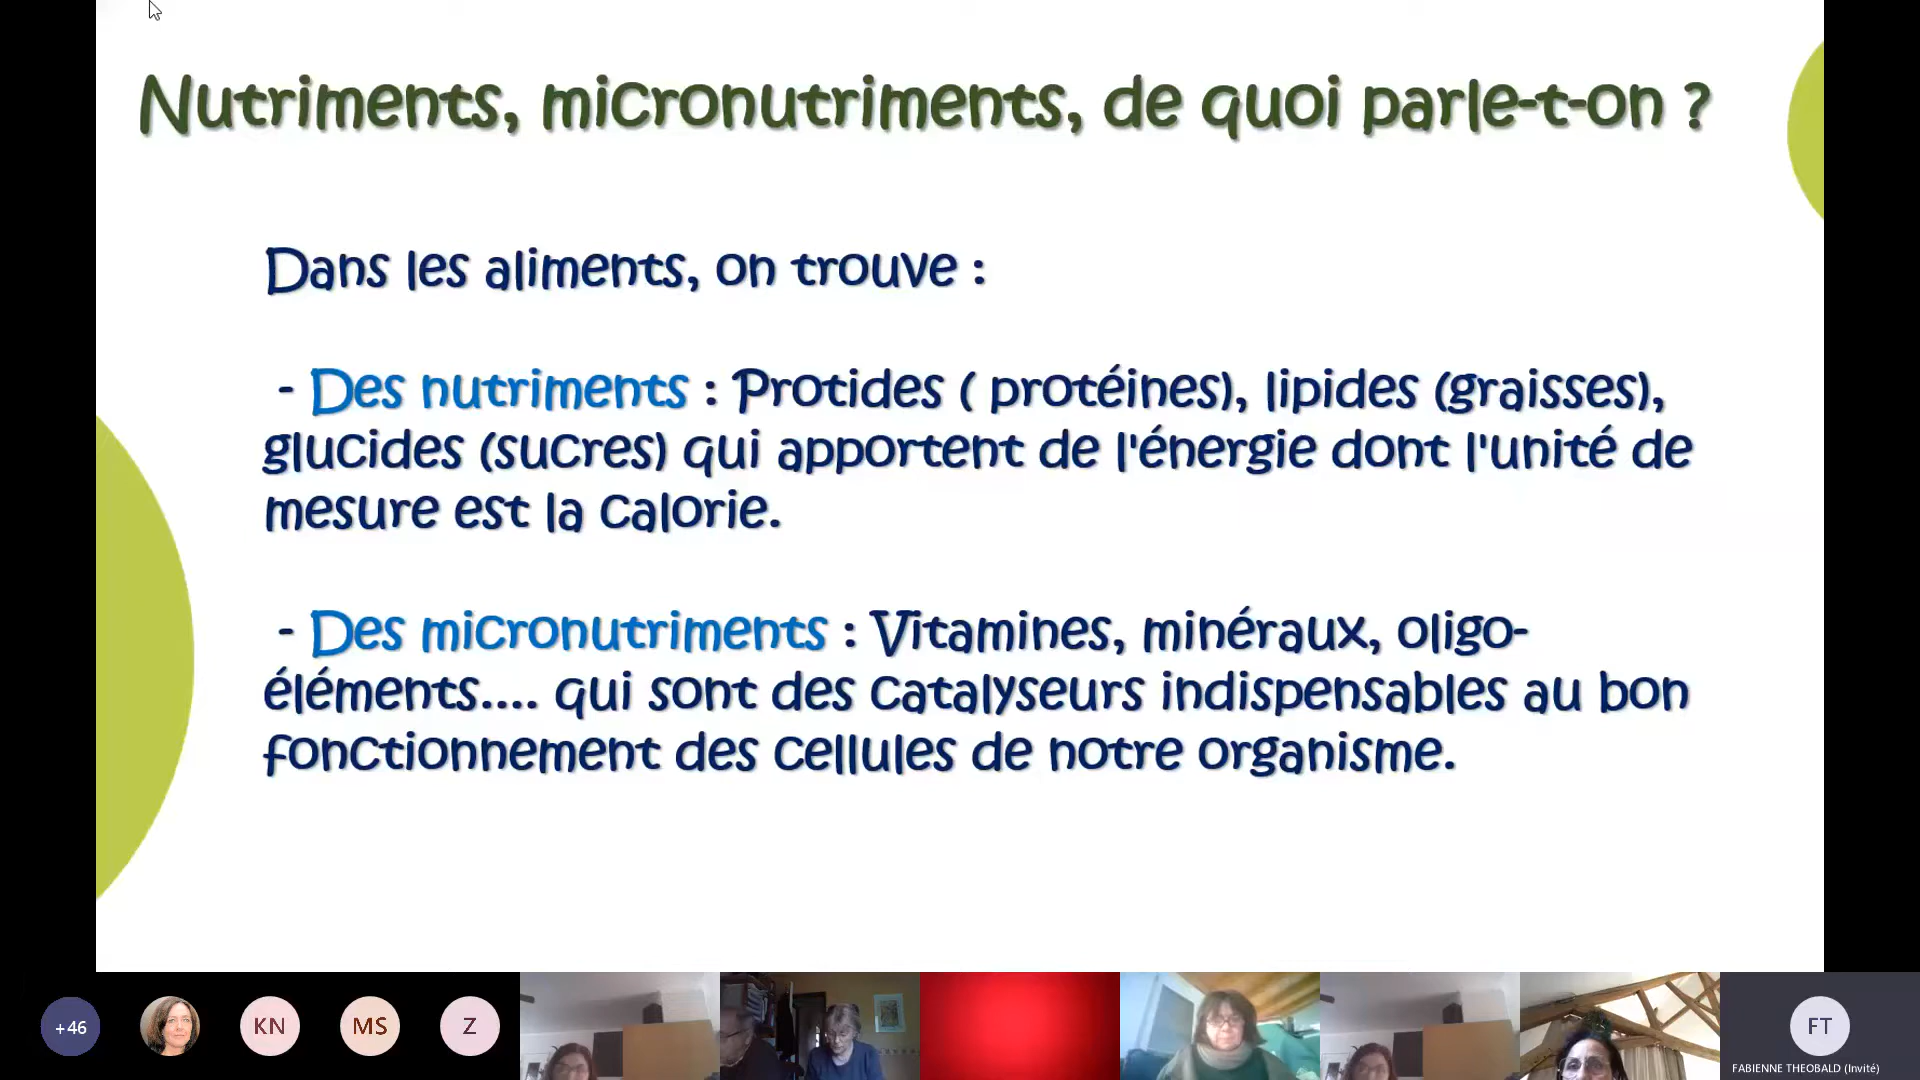 Nutriments, micronutriments, de quoi parle-t-on ?
Dans les aliments, on trouve :
- Des nutriments : Protides ( protéines), lipides (graisses),
glucides (sucres) qui apportent de l'énergie dont l'unité de
mesure est la calorie.
- Des micronutriments : Vitamines, minéraux, oligo-
éléments.... qui sont des catalyseurs indispensables au bon
fonctionnement des cellules de notre organisme.
+46
KN
MS
Z
FT
FABIENNE THEOBALD (Invité)